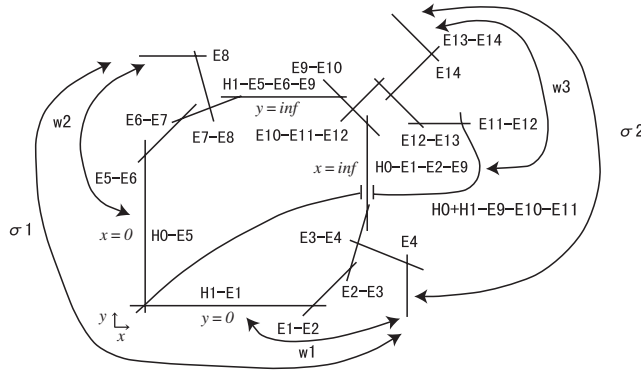 E8
E13-E14
E9-E10
H1-E5-E6-E9
E14
w2
E6-E7
y=inf
w3
E7-E8
E10-E11-E12
E11-E12
E12-E13
σ2
E5-E6
x=inf
H0-E1-E2-E9
H0+H1-E9-E10-E11
σ1
x=0
H0-E5
E3-E4
E4
H1-E1
E2-E3
y
x
y=0
E1-E2
w1